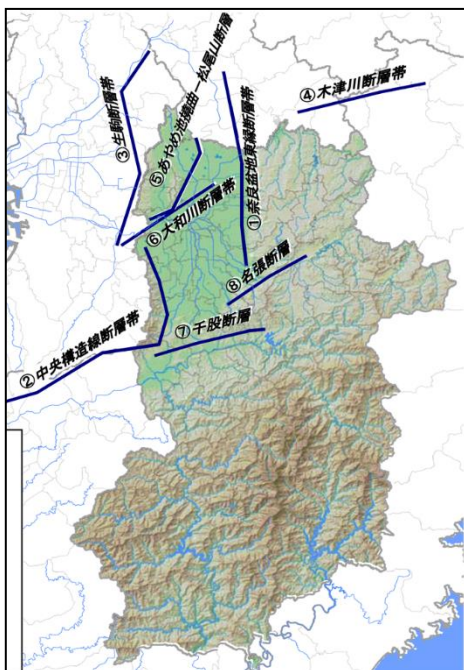 ①奈良盆地東縁断層帯
②中央構造線断層帯
③生駒断層帯
④木津川断層帯
⑤あやめ池撓曲－松尾山断層
⑥大和川断層帯
⑦千股断層
⑧名張断層